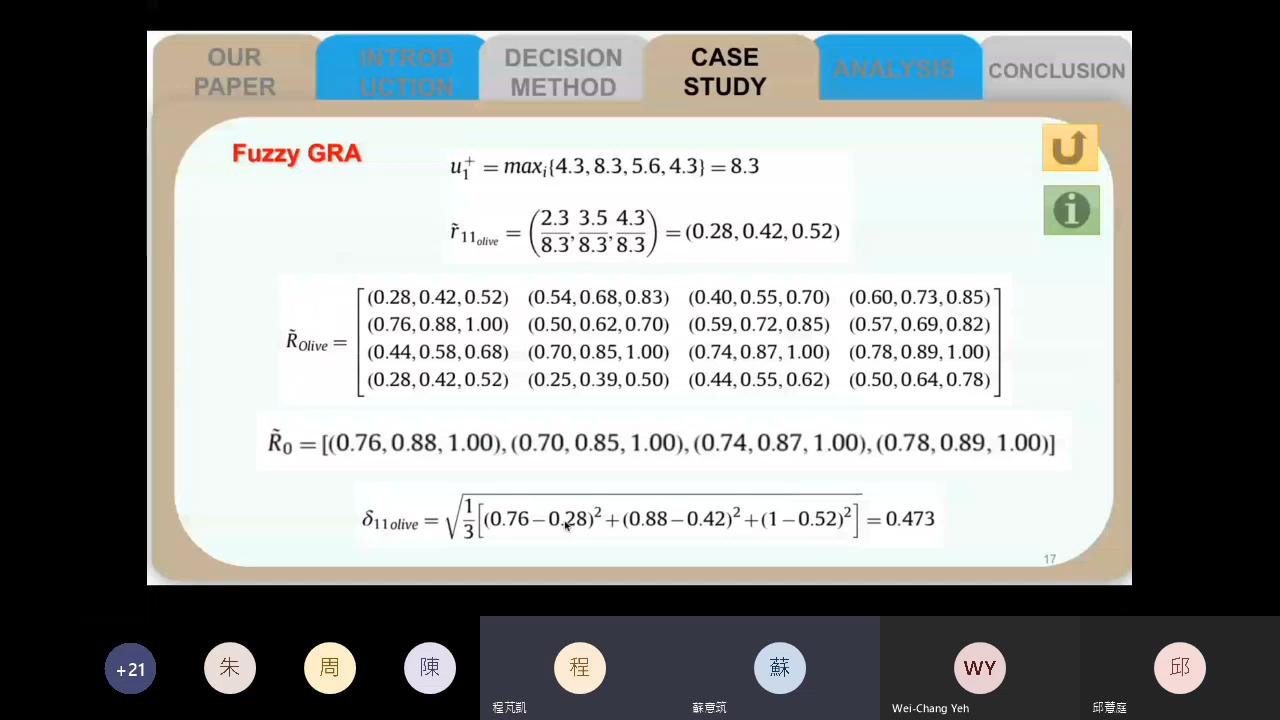 OUR PAPER
INTRODUCTION
DECISION METHOD
CASE STUDY
ANALYSIS
CONCLUSION
Fuzzy GRA
u₁⁺ = maxᵢ{4.3, 8.3, 5.6, 4.3} = 8.3
r̃₁₁olive = (2.3/8.3, 3.5/8.3, 4.3/8.3) = (0.28, 0.42, 0.52)
R̃Olive =
(0.28, 0.42, 0.52) (0.54, 0.68, 0.83) (0.40, 0.55, 0.70) (0.60, 0.73, 0.85)
(0.76, 0.88, 1.00) (0.50, 0.62, 0.70) (0.59, 0.72, 0.85) (0.57, 0.69, 0.82)
(0.44, 0.58, 0.68) (0.70, 0.85, 1.00) (0.74, 0.87, 1.00) (0.78, 0.89, 1.00)
(0.28, 0.42, 0.52) (0.25, 0.39, 0.50) (0.44, 0.55, 0.62) (0.50, 0.64, 0.78)
R̃₀ = [(0.76, 0.88, 1.00), (0.70, 0.85, 1.00), (0.74, 0.87, 1.00), (0.78, 0.89, 1.00)]
δ₁₁olive = √(1/3[(0.76−0.28)²+(0.88−0.42)²+(1−0.52)²]) = 0.473
17
+21
朱
周
陳
程
蘇
WY
邱
程芃凱
蘇意筑
Wei-Chang Yeh